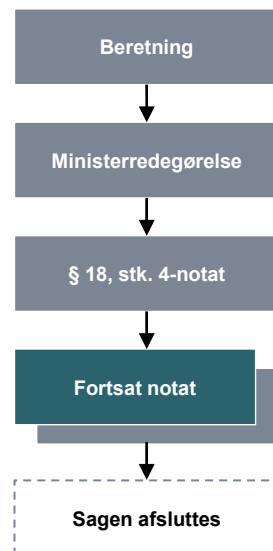 Beretning
Ministerredegørelse
§ 18, stk. 4-notat
Fortsat notat
Sagen afsluttes